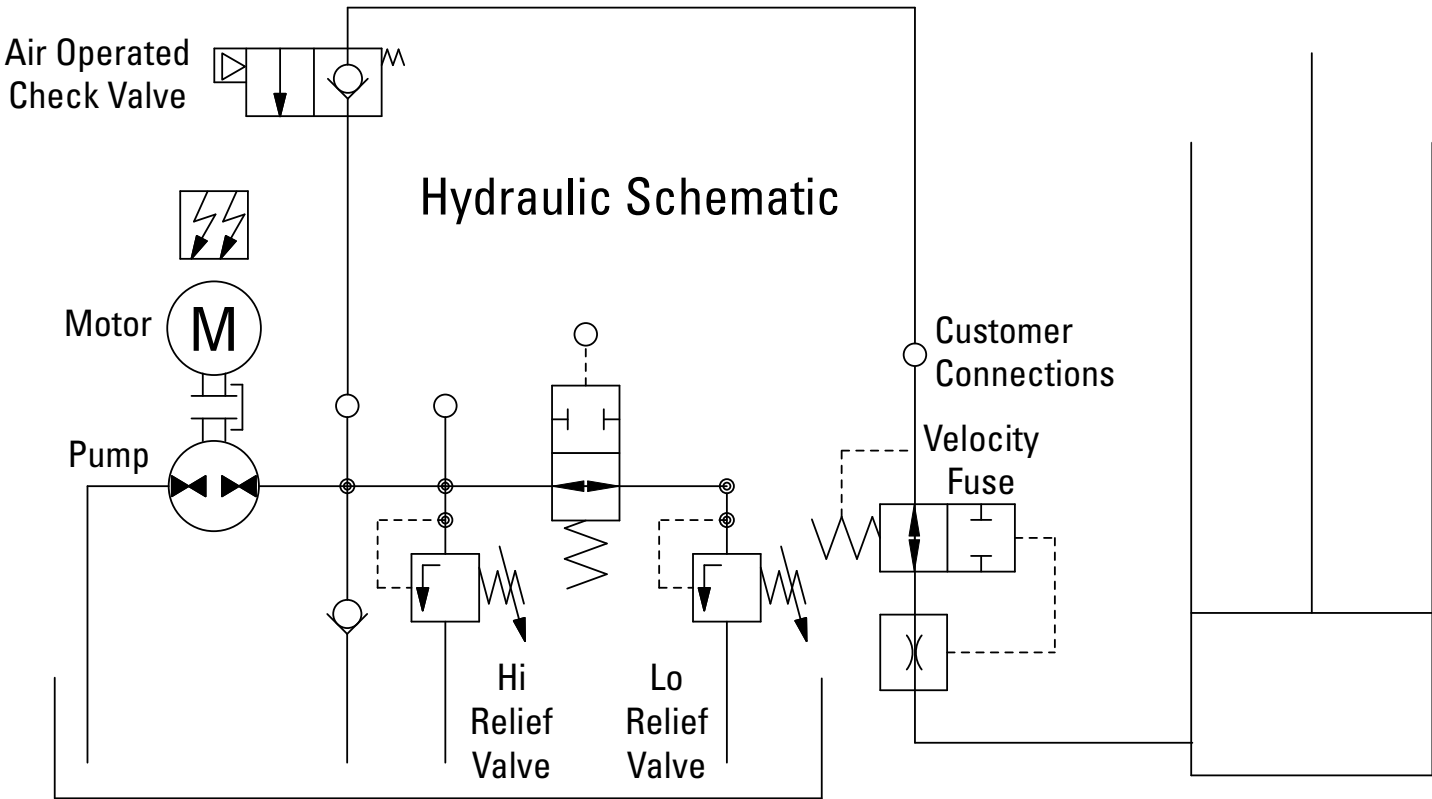 Air Operated
Check Valve
Hydraulic Schematic
Motor
M
Customer
Connections
Pump
Velocity
Fuse
Hi
Relief
Valve
Lo
Relief
Valve